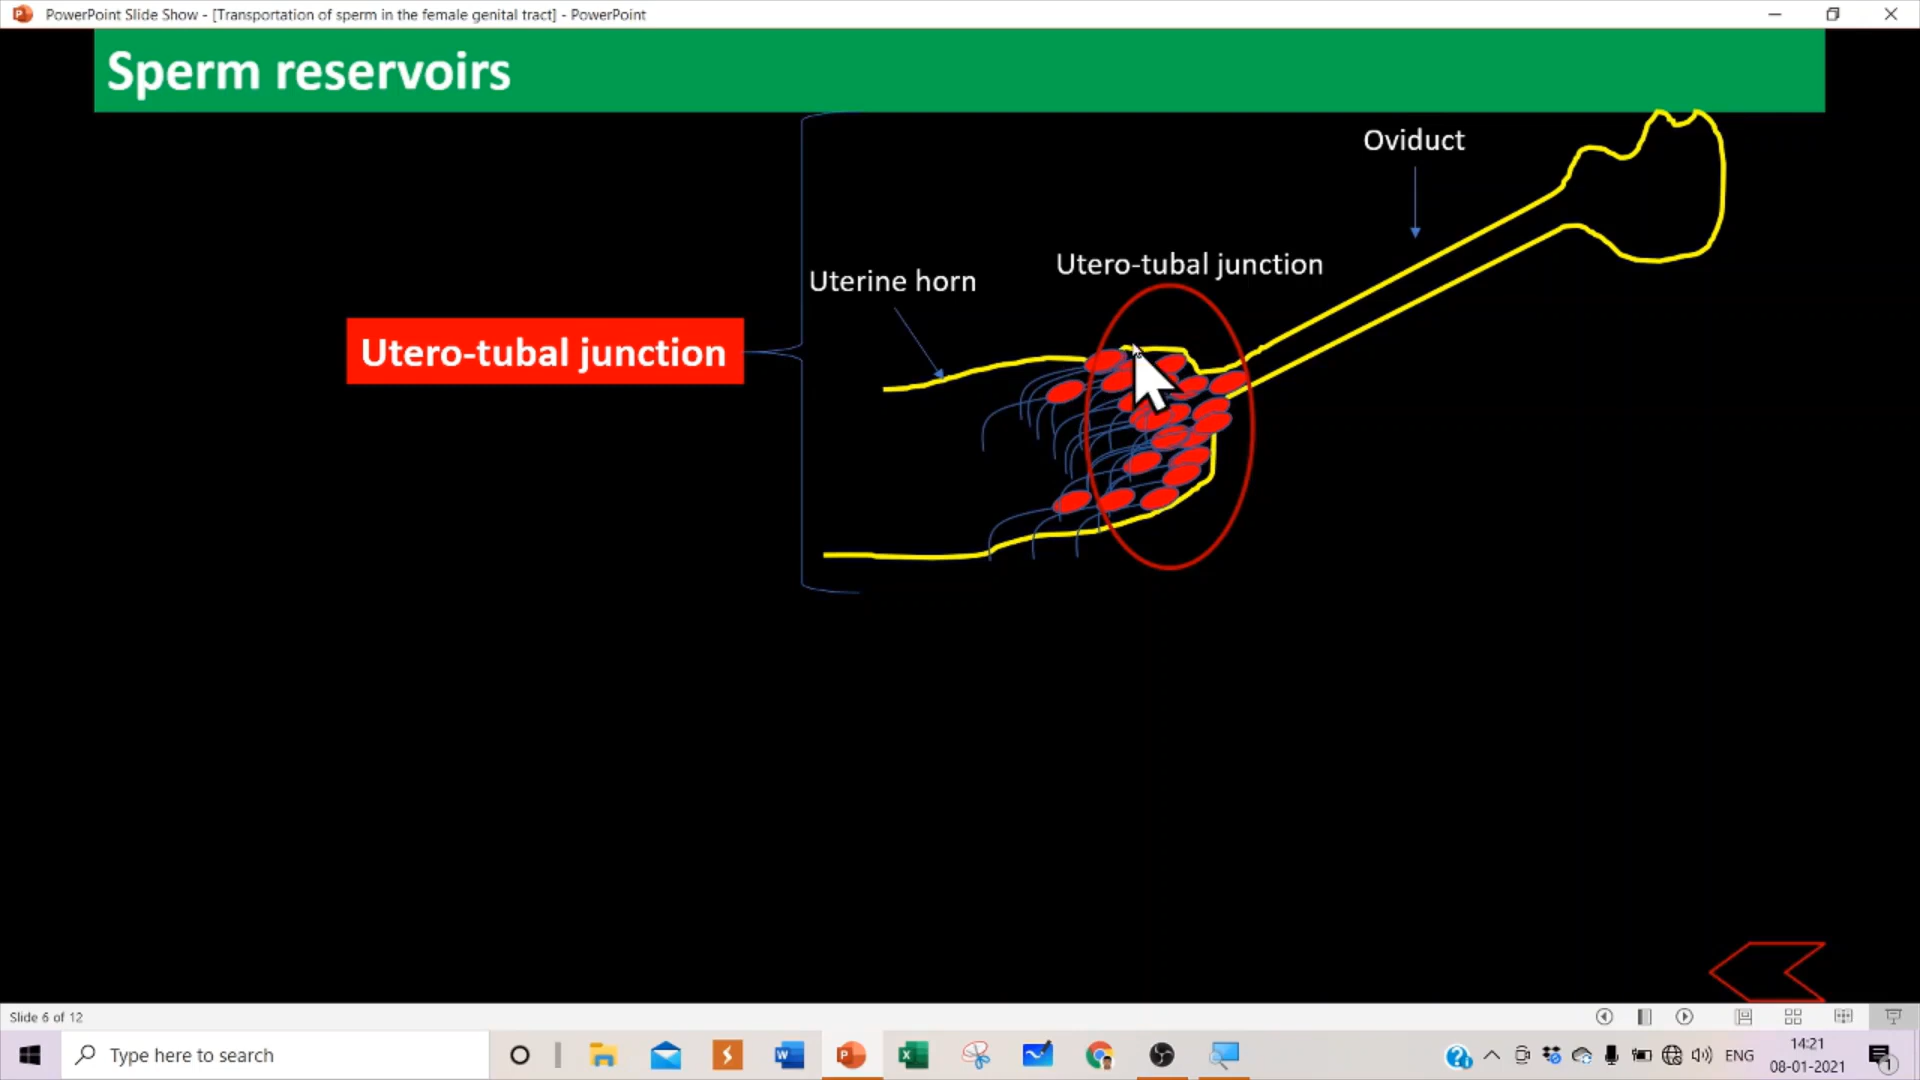 PowerPoint Slide Show - [Transportation of sperm in the female genital tract] - PowerPoint
Sperm reservoirs
Oviduct
Utero-tubal junction
Uterine horn
Utero-tubal junction
Slide 6 of 12
Type here to search
ENG
14:21
08-01-2021
1